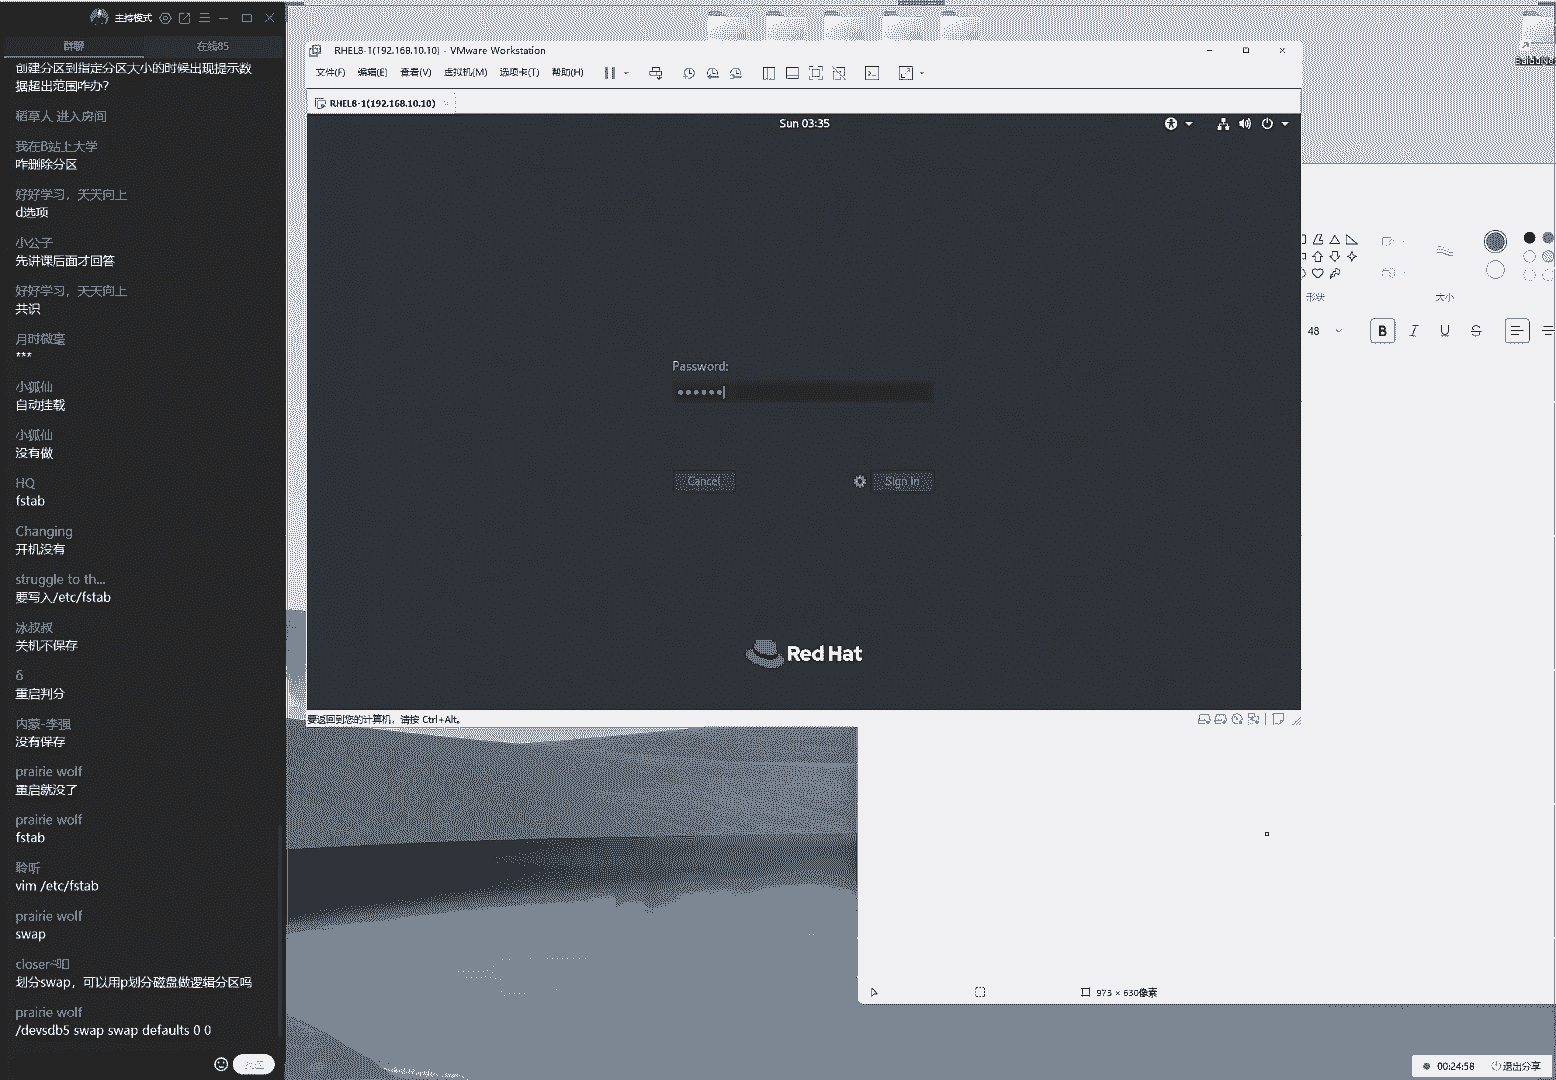 主持模式
群聊
在线85
创建分区到指定分区大小的时候出现提示数
据超出范围咋办?
稻草人 进入房间
我在B站上大学
咋删除分区
好好学习，天天向上
d选项
小公子
先讲课后面才回答
好好学习，天天向上
共识
月时微毫
***
小狐仙
自动挂载
小狐仙
没有做
HQ
fstab
Changing
开机没有
struggle to th...
要写入/etc/fstab
冰叔叔
关机不保存
δ
重启判分
内蒙-李强
没有保存
prairie wolf
重启就没了
prairie wolf
fstab
聆听
vim /etc/fstab
prairie wolf
swap
closer
划分swap，可以用p划分磁盘做逻辑分区吗
prairie wolf
/devsdb5 swap swap defaults 0 0
RHEL8-1(192.168.10.10) - VMware Workstation
文件(F) 编辑(E) 查看(V) 虚拟机(M) 选项卡(T) 帮助(H)
RHEL8-1(192.168.10.10)
Sun 03:35
Password:
Cancel
Sign In
Red Hat
要返回到您的计算机，请按 Ctrl+Alt。
形状
大小
48
B I U S
973 × 630像素
00:24:58
退出分享